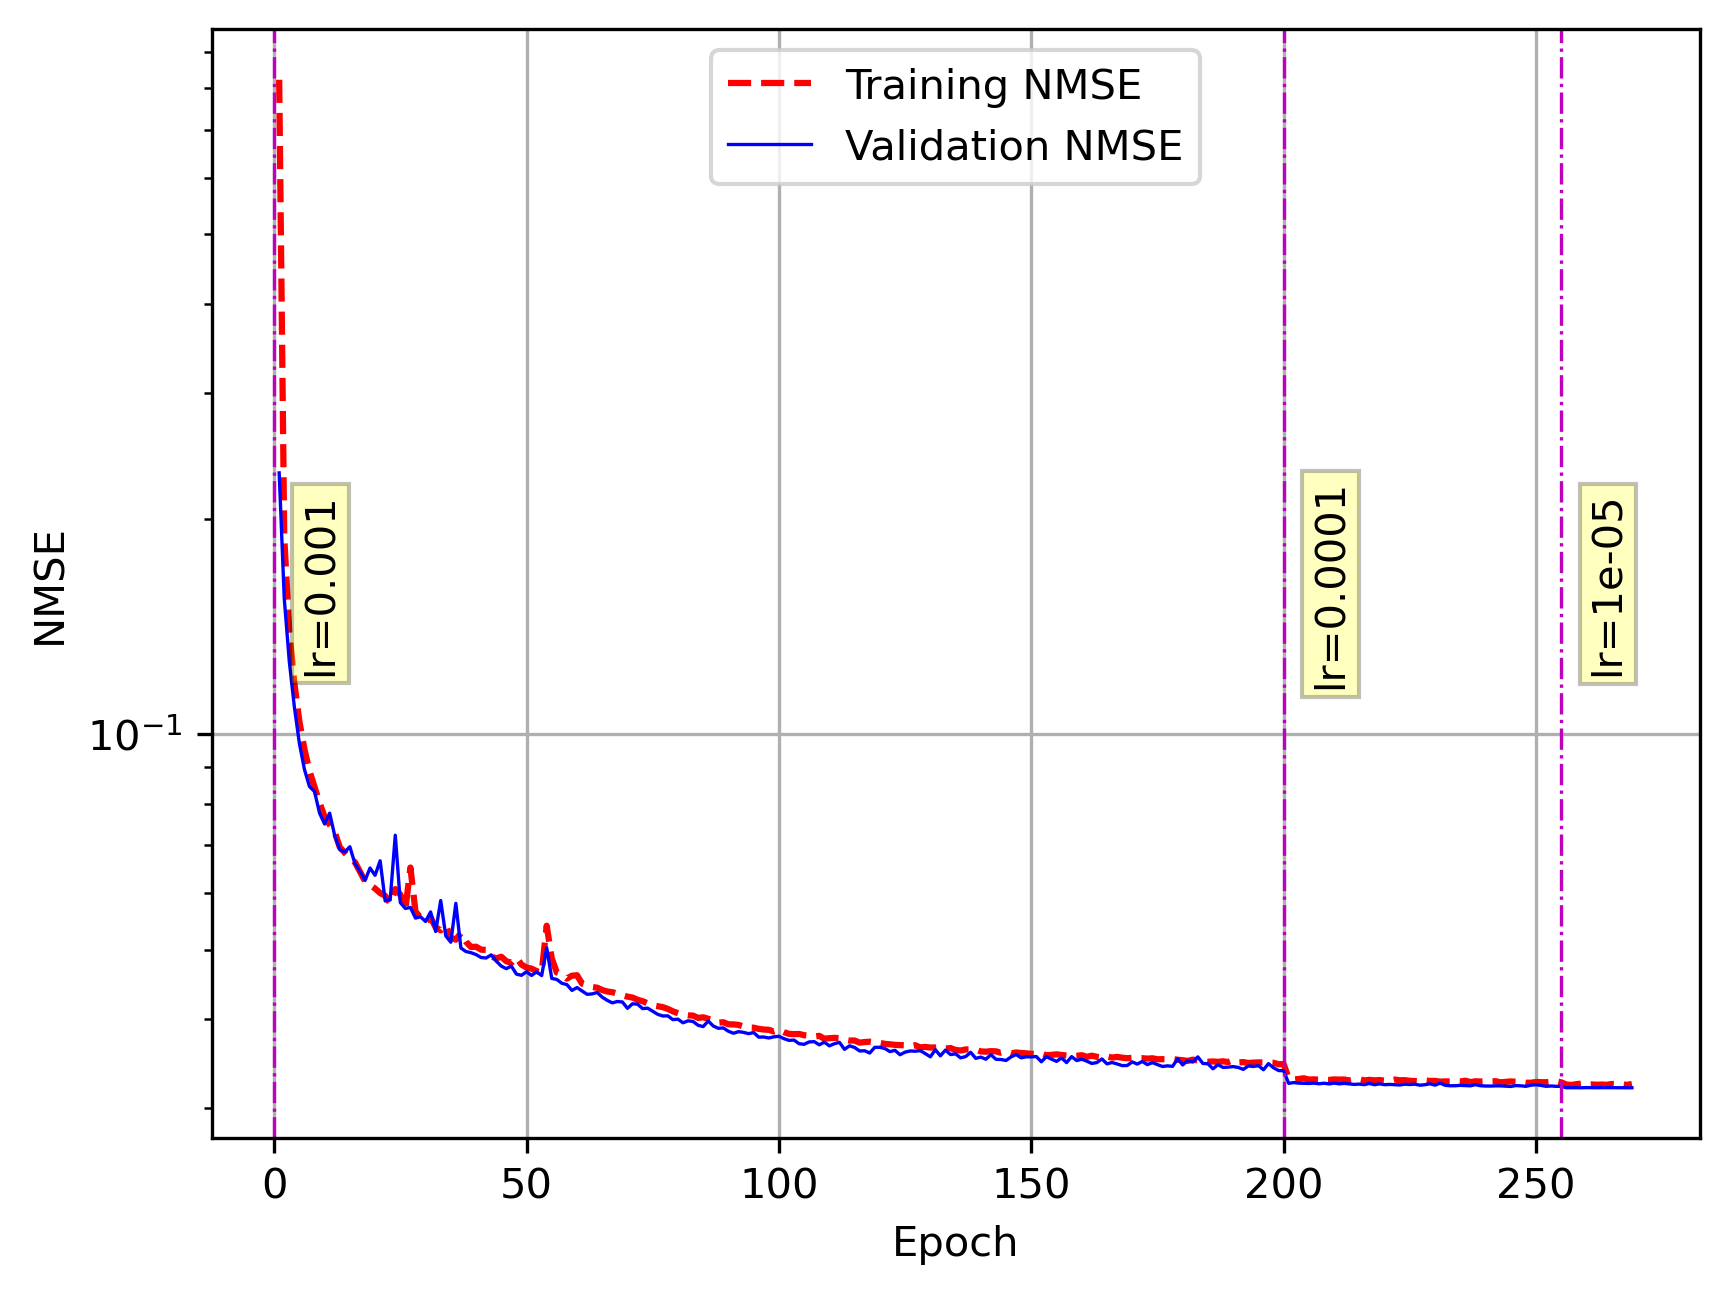 Training NMSE
Validation NMSE
NMSE
10⁻¹
lr=0.001
lr=0.0001
lr=1e-05
0 50 100 150 200 250
Epoch